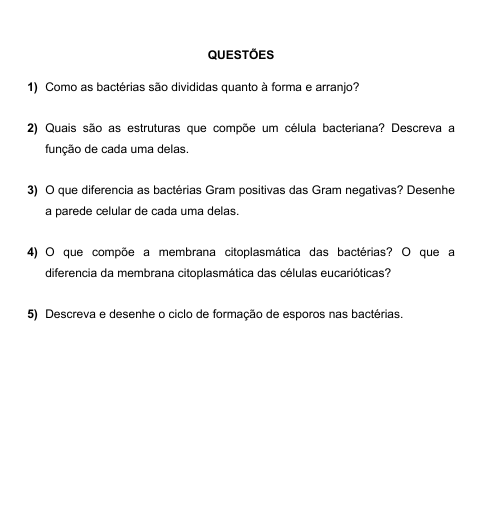 QUESTÕES
1) Como as bactérias são divididas quanto à forma e arranjo?
2) Quais são as estruturas que compõe um célula bacteriana? Descreva a
função de cada uma delas.
3) O que diferencia as bactérias Gram positivas das Gram negativas? Desenhe
a parede celular de cada uma delas.
4) O que compõe a membrana citoplasmática das bactérias? O que a
diferencia da membrana citoplasmática das células eucarióticas?
5) Descreva e desenhe o ciclo de formação de esporos nas bactérias.